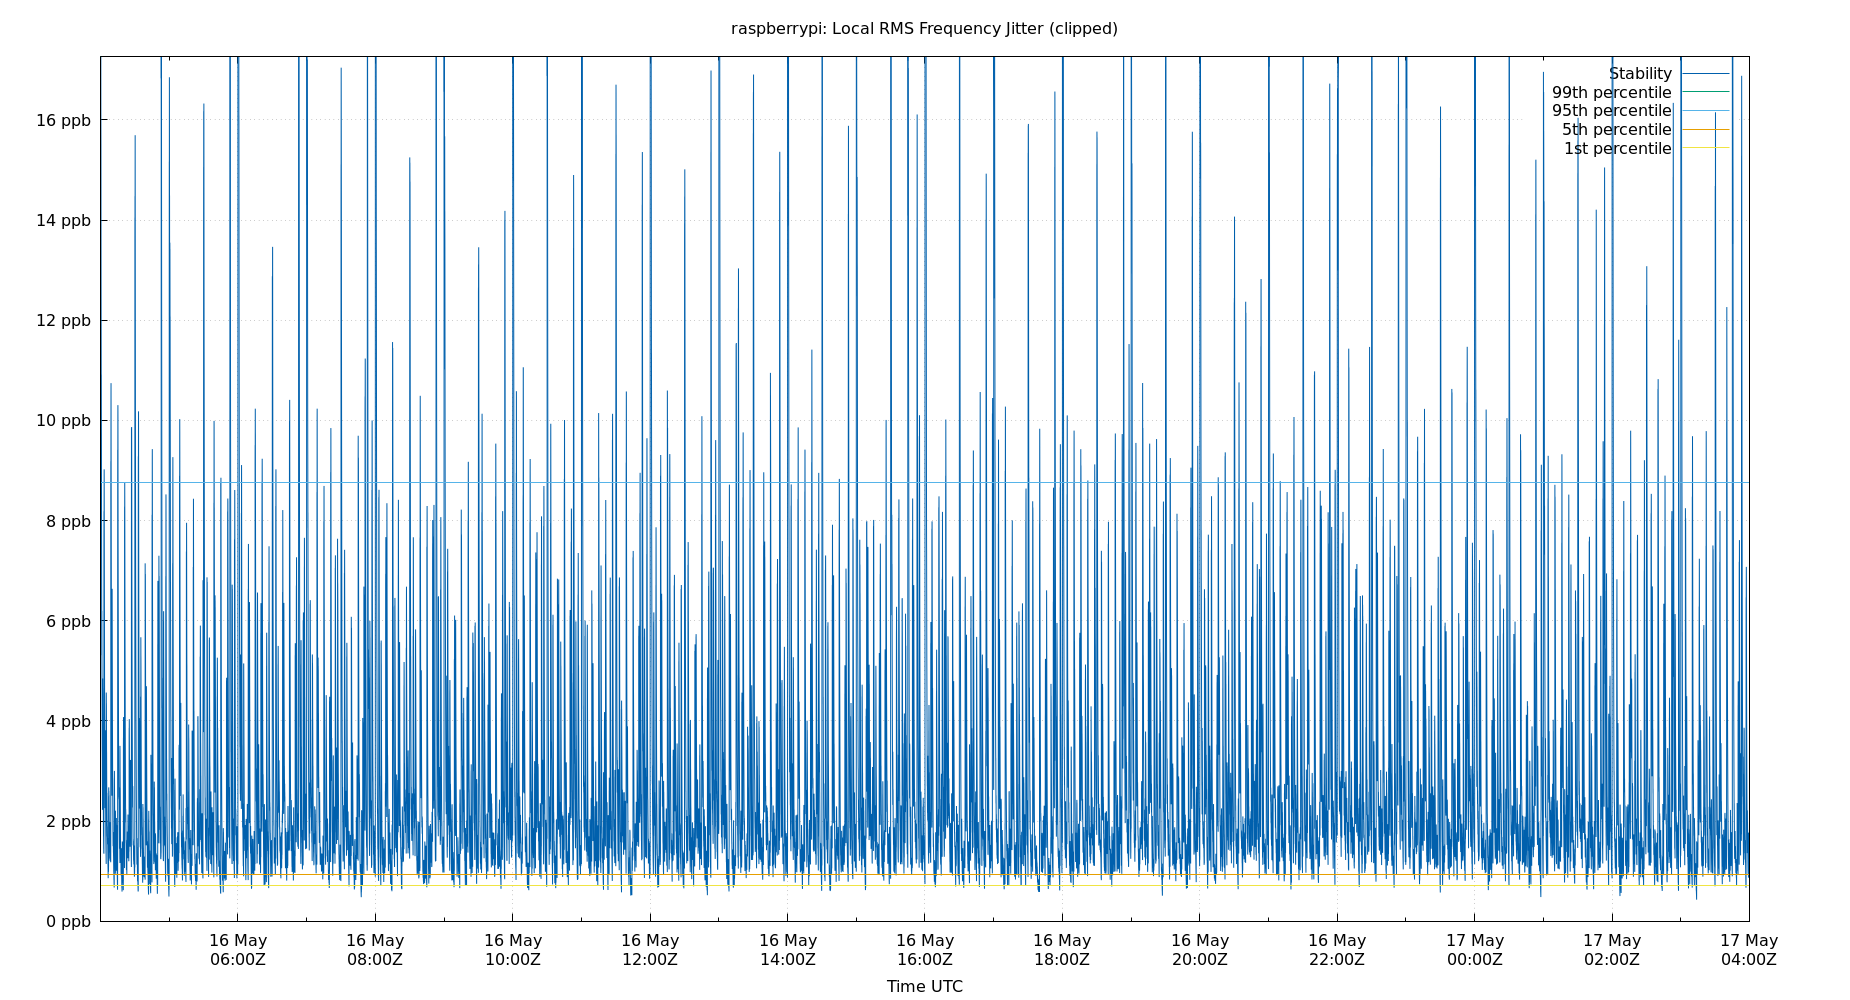 raspberrypi: Local RMS Frequency Jitter (clipped)
Stability
99th percentile
95th percentile
5th percentile
1st percentile
16 ppb
14 ppb
12 ppb
10 ppb
8 ppb
6 ppb
4 ppb
2 ppb
0 ppb
16 May 16 May 16 May 16 May 16 May 16 May 16 May 16 May 16 May 17 May 17 May 17 May
06:00Z 08:00Z 10:00Z 12:00Z 14:00Z 16:00Z 18:00Z 20:00Z 22:00Z 00:00Z 02:00Z 04:00Z
Time UTC